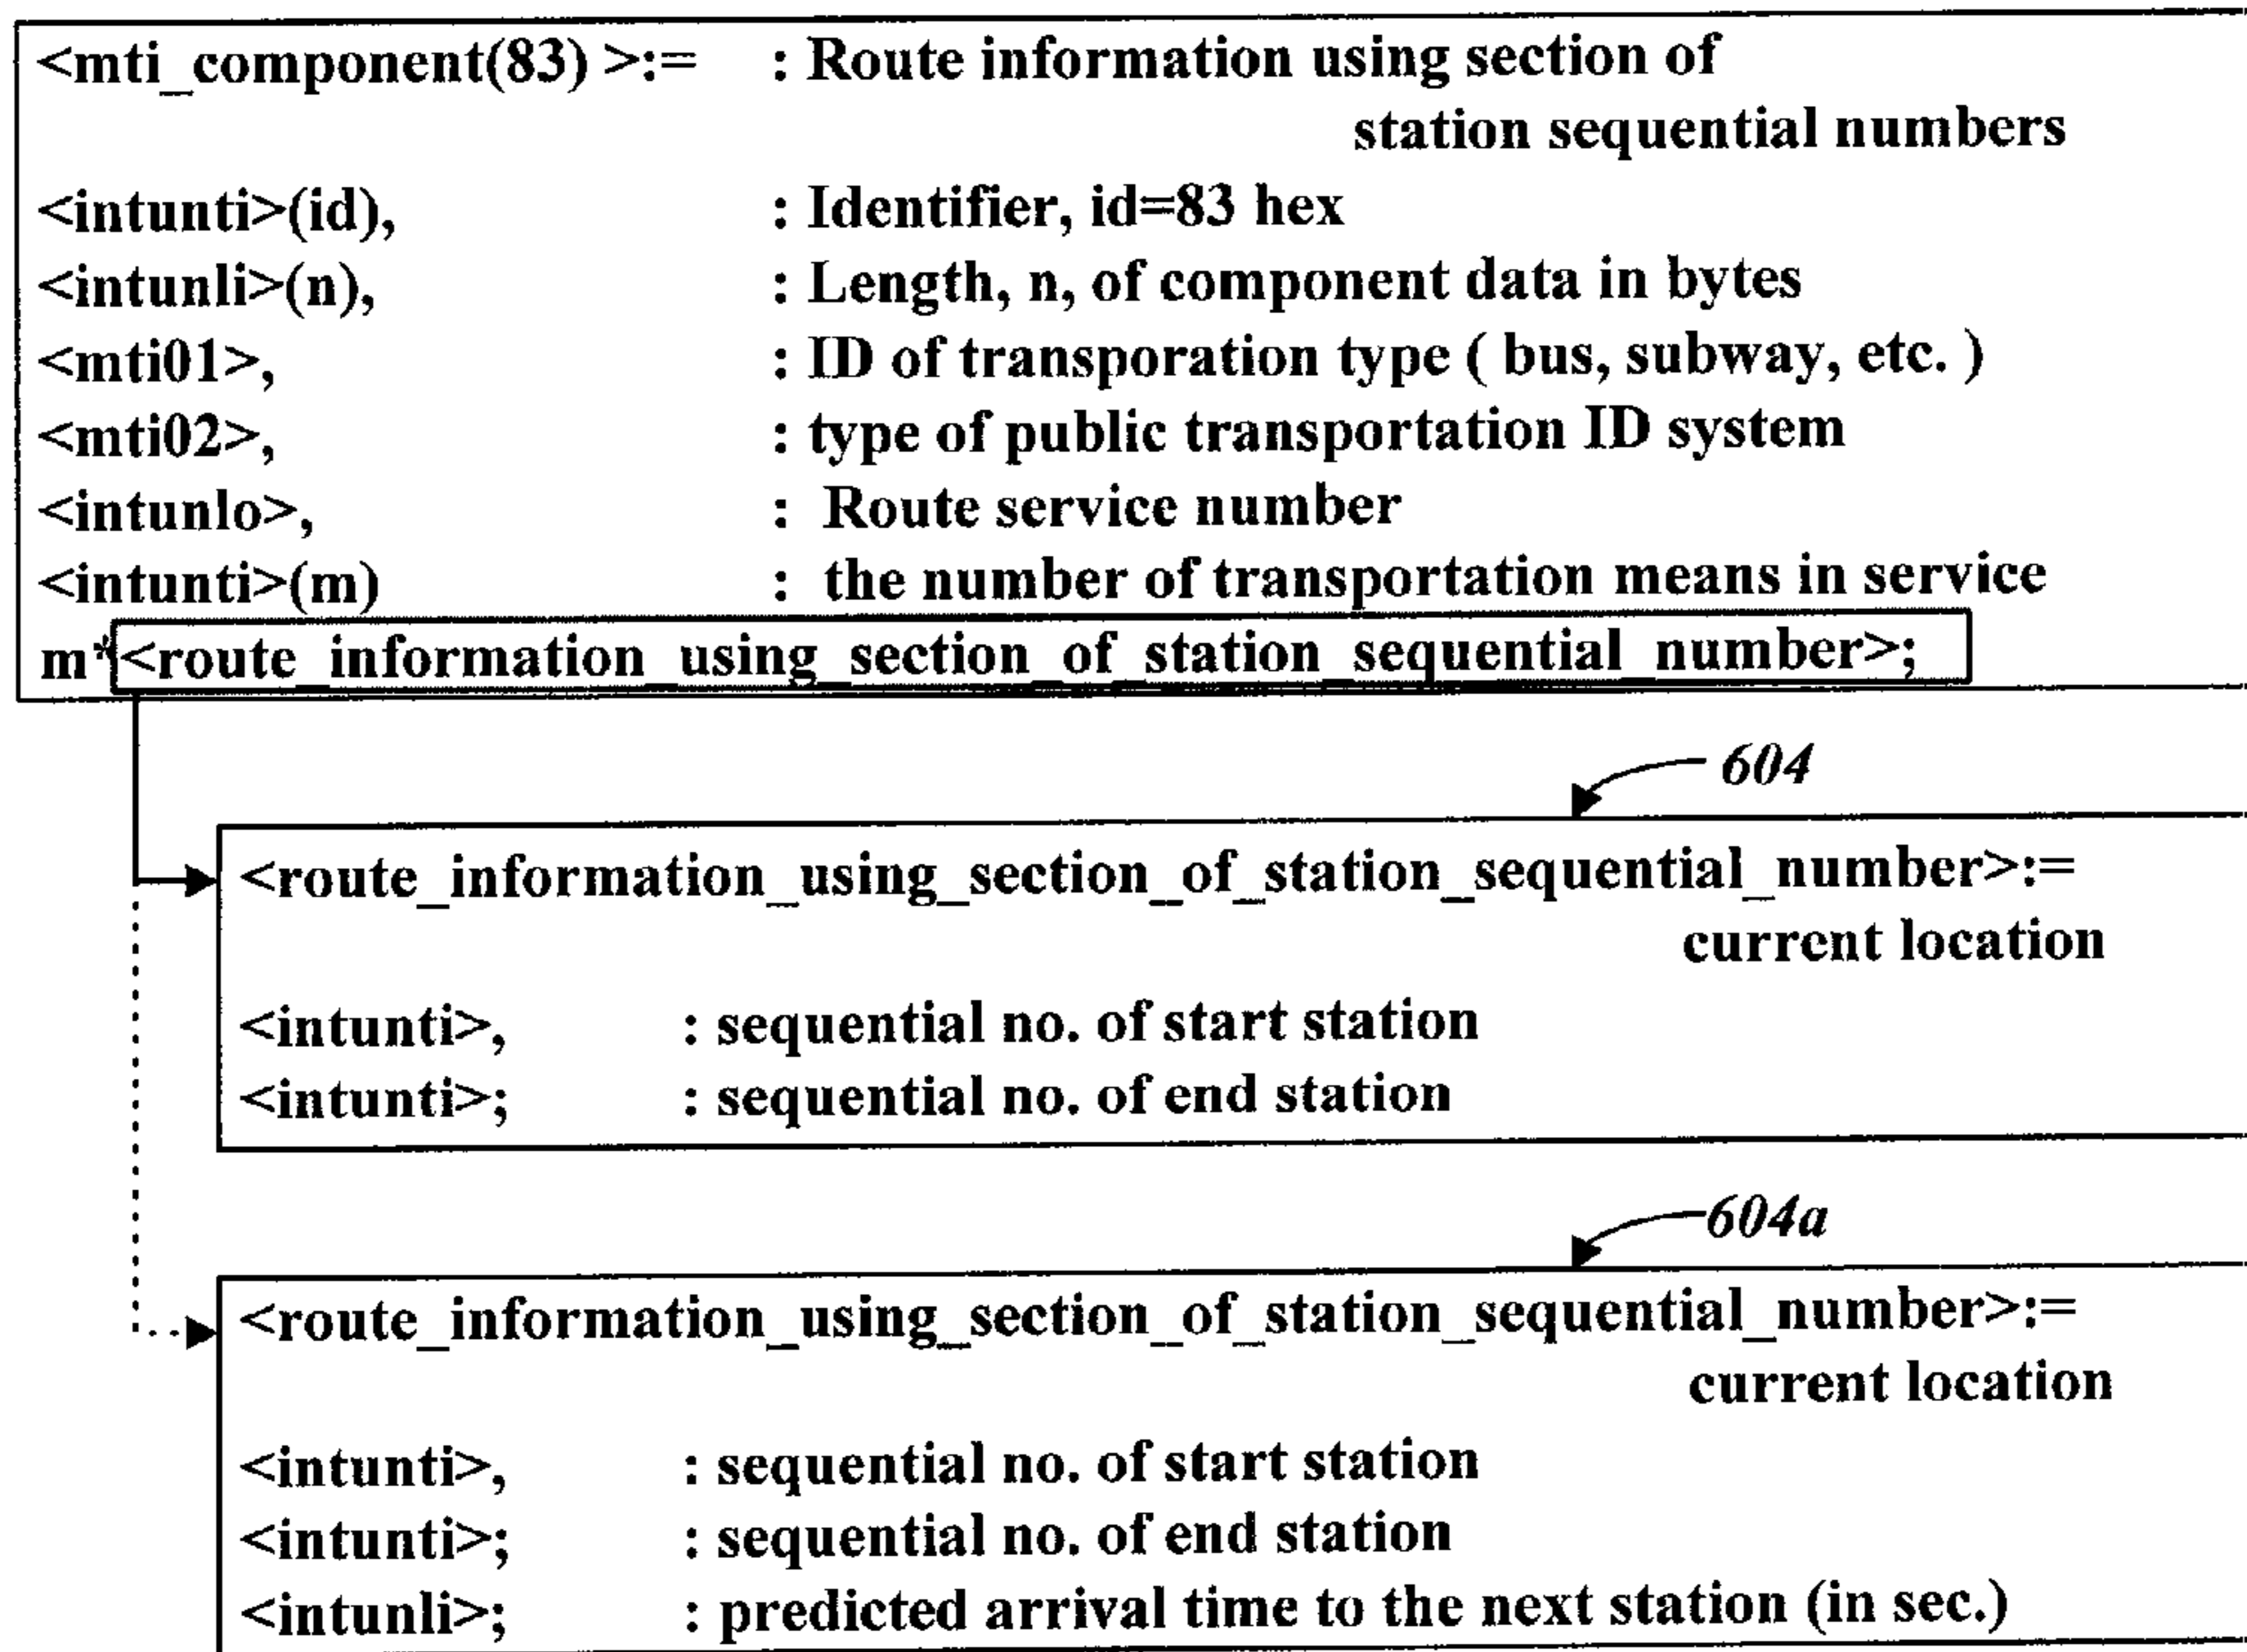 <mti_component(83) >:= : Route information using section of
station sequential numbers
<intunti>(id), : Identifier, id=83 hex
<intunli>(n), : Length, n, of component data in bytes
<mti01>, : ID of transporation type ( bus, subway, etc. )
<mti02>, : type of public transportation ID system
<intunlo>, : Route service number
<intunti>(m) : the number of transportation means in service
m*<route_information_using_section_of_station_sequential_number>;
604
<route_information_using_section_of_station_sequential_number>:=
current location
<intunti>, : sequential no. of start station
<intunti>; : sequential no. of end station
604a
<route_information_using_section_of_station_sequential_number>:=
current location
<intunti>, : sequential no. of start station
<intunti>; : sequential no. of end station
<intunli>; : predicted arrival time to the next station (in sec.)